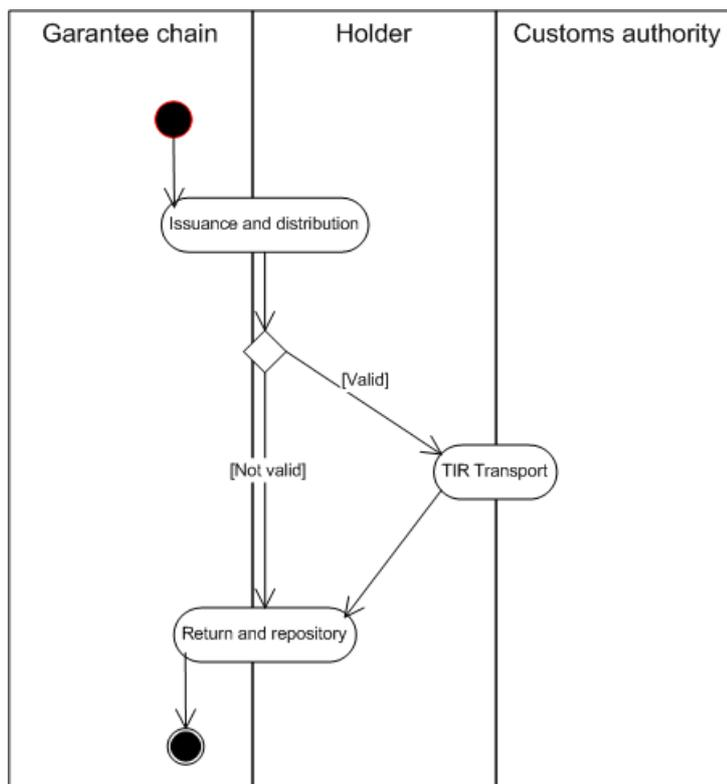 Garantee chain
Holder
Customs authority
Issuance and distribution
[Valid]
[Not valid]
TIR Transport
Return and repository